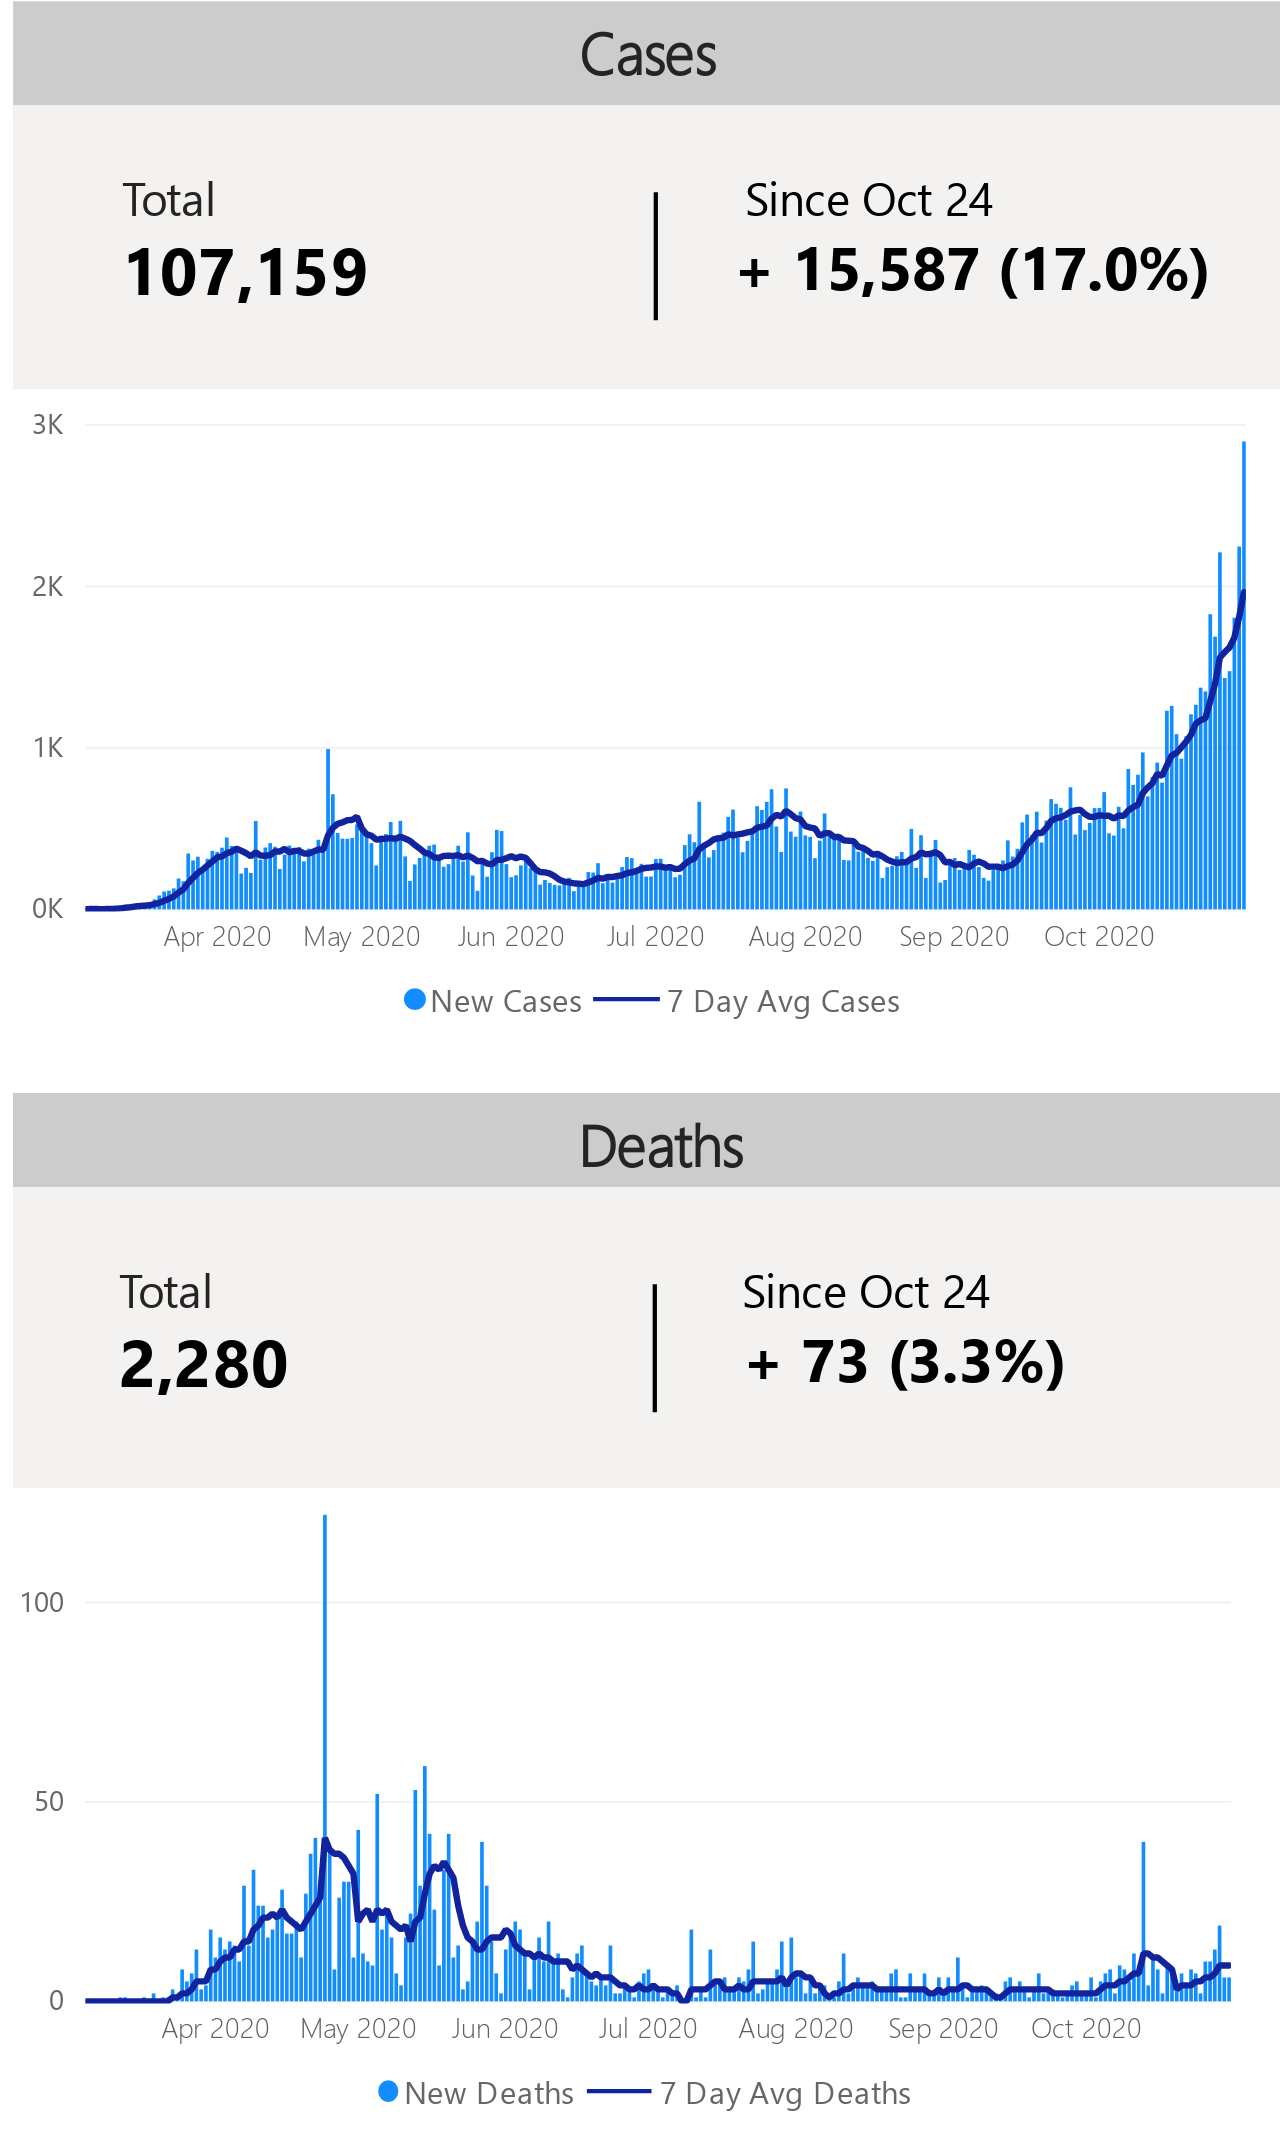 Cases
Total
Since Oct 24
107,159
+ 15,587 (17.0%)
3K
2K
1K
0K
Apr 2020 May 2020 Jun 2020 Jul 2020 Aug 2020 Sep 2020 Oct 2020
New Cases 7 Day Avg Cases
Deaths
Total
Since Oct 24
2,280
+ 73 (3.3%)
100
50
0
Apr 2020 May 2020 Jun 2020 Jul 2020 Aug 2020 Sep 2020 Oct 2020
New Deaths 7 Day Avg Deaths